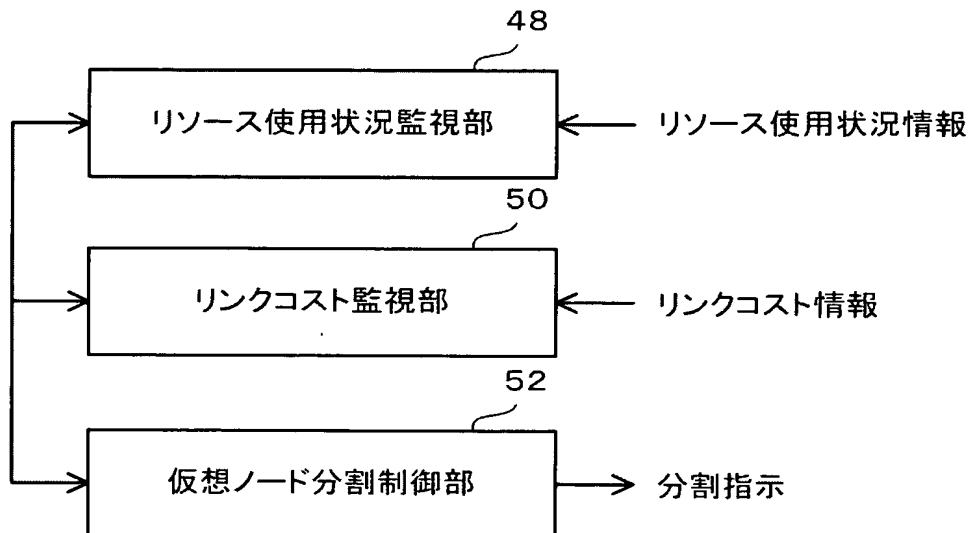 48
リソース使用状況監視部
リソース使用状況情報
50
リンクコスト監視部
リンクコスト情報
52
仮想ノード分割制御部
分割指示